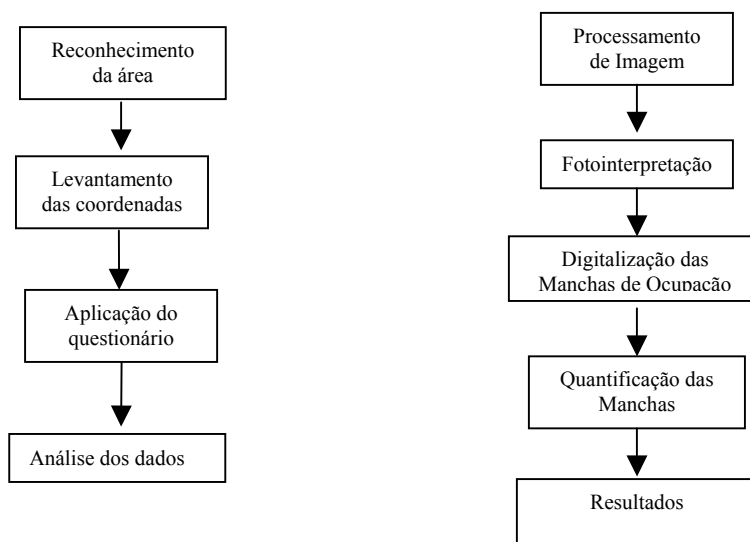 Reconhecimento
da área
Levantamento
das coordenadas
Aplicação do
questionário
Análise dos dados
Processamento
de Imagem
Fotointerpretação
Digitalização das
Manchas de Ocupação
Quantificação das
Manchas
Resultados